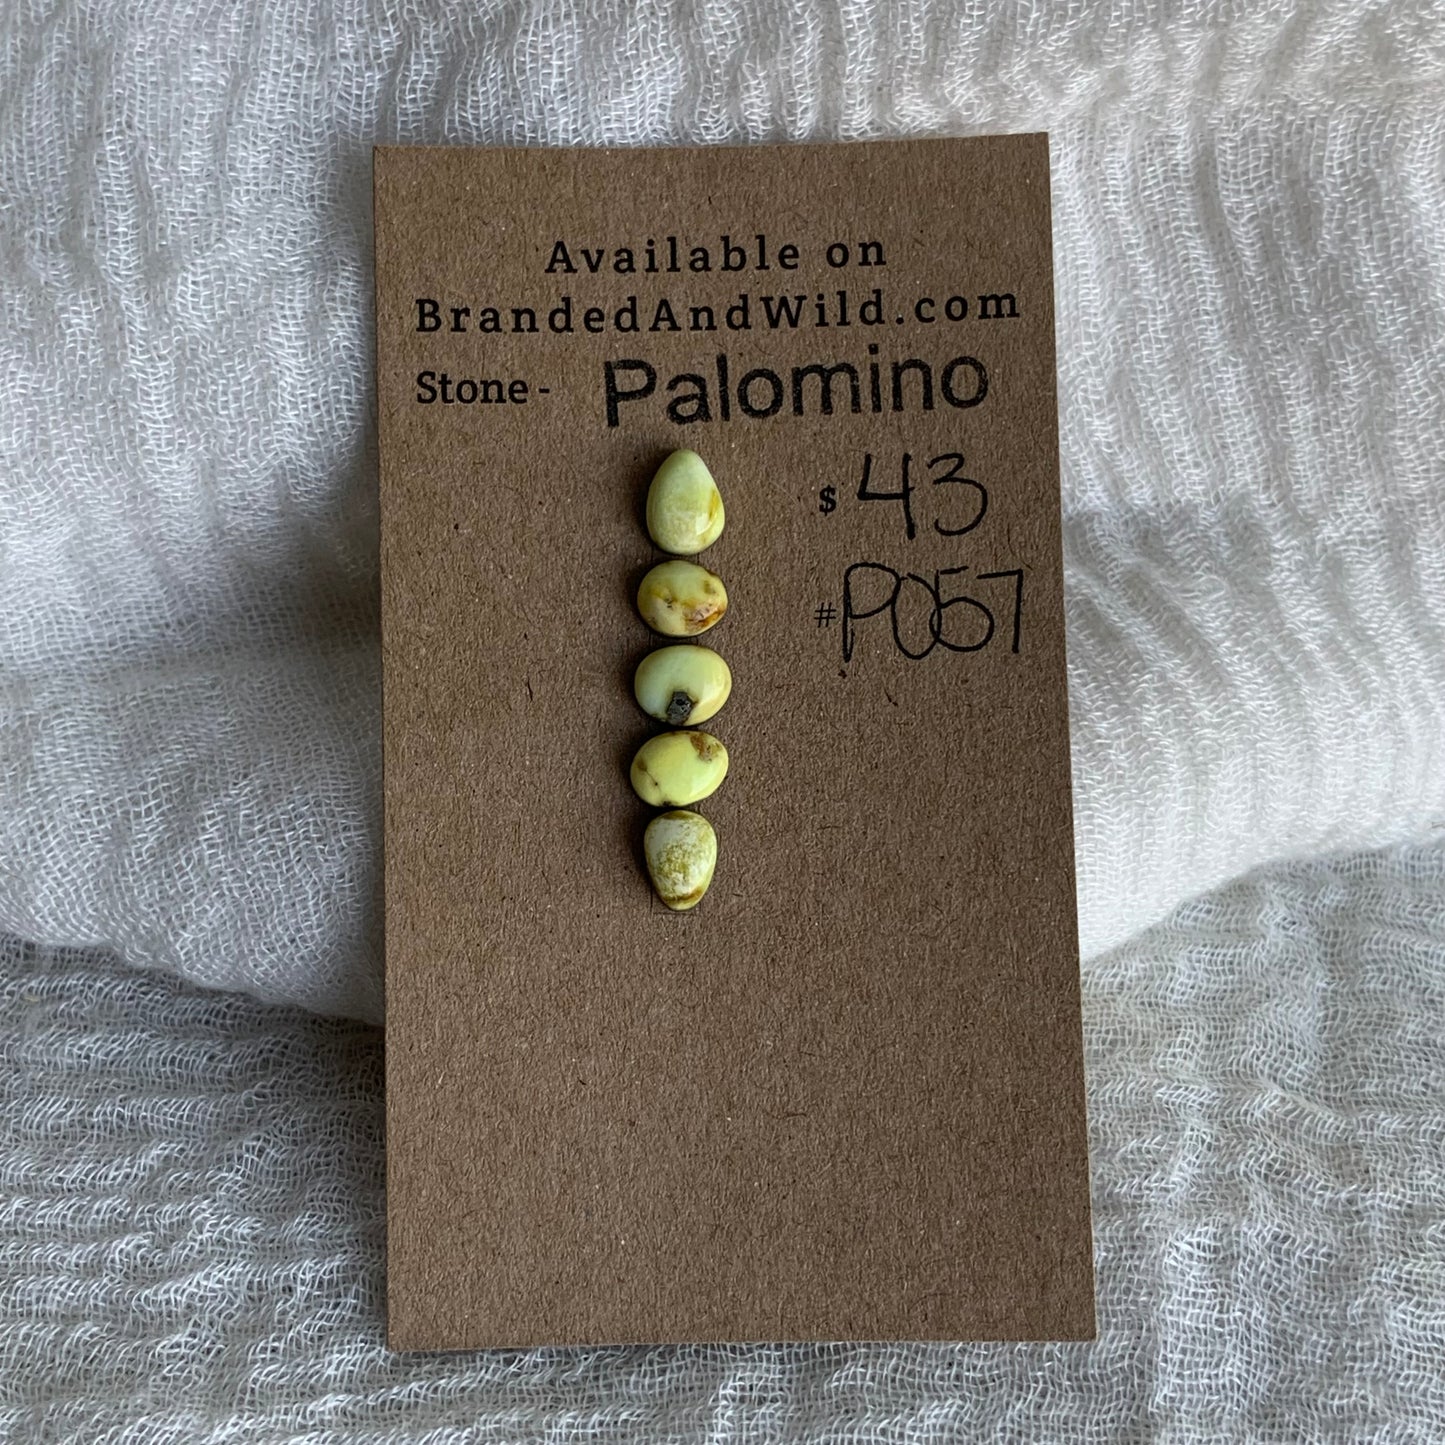 Available on
BrandedAndWild.com
Stone - Palomino
$ 43
# P057